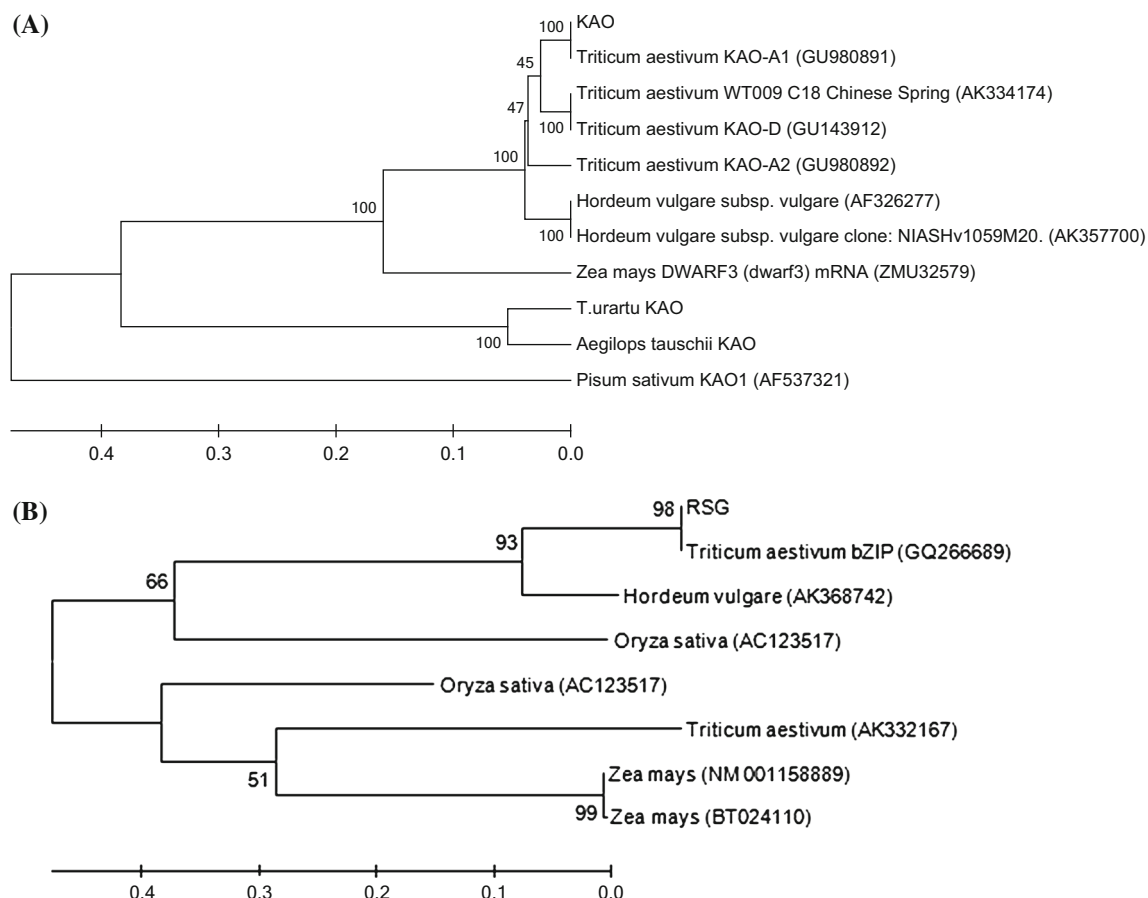 (A)
100
KAO
Triticum aestivum KAO-A1 (GU980891)
45
Triticum aestivum WT009 C18 Chinese Spring (AK334174)
47
100
Triticum aestivum KAO-D (GU143912)
100
Triticum aestivum KAO-A2 (GU980892)
Hordeum vulgare subsp. vulgare (AF326277)
100
100
Hordeum vulgare subsp. vulgare clone: NIASHv1059M20. (AK357700)
Zea mays DWARF3 (dwarf3) mRNA (ZMU32579)
T.urartu KAO
100
Aegilops tauschii KAO
Pisum sativum KAO1 (AF537321)
0.4 0.3 0.2 0.1 0.0
(B)
98
RSG
93
Triticum aestivum bZIP (GQ266689)
66
Hordeum vulgare (AK368742)
Oryza sativa (AC123517)
Oryza sativa (AC123517)
Triticum aestivum (AK332167)
51
Zea mays (NM 001158889)
99
Zea mays (BT024110)
0.4 0.3 0.2 0.1 0.0